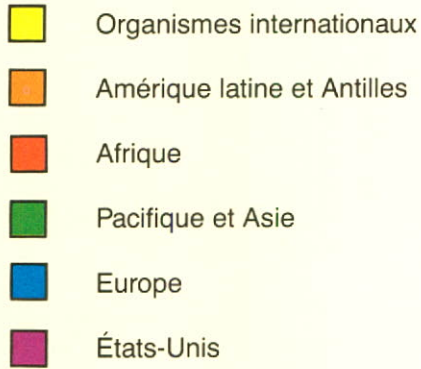 Organismes internationaux
Amérique latine et Antilles
Afrique
Pacifique et Asie
Europe
États-Unis